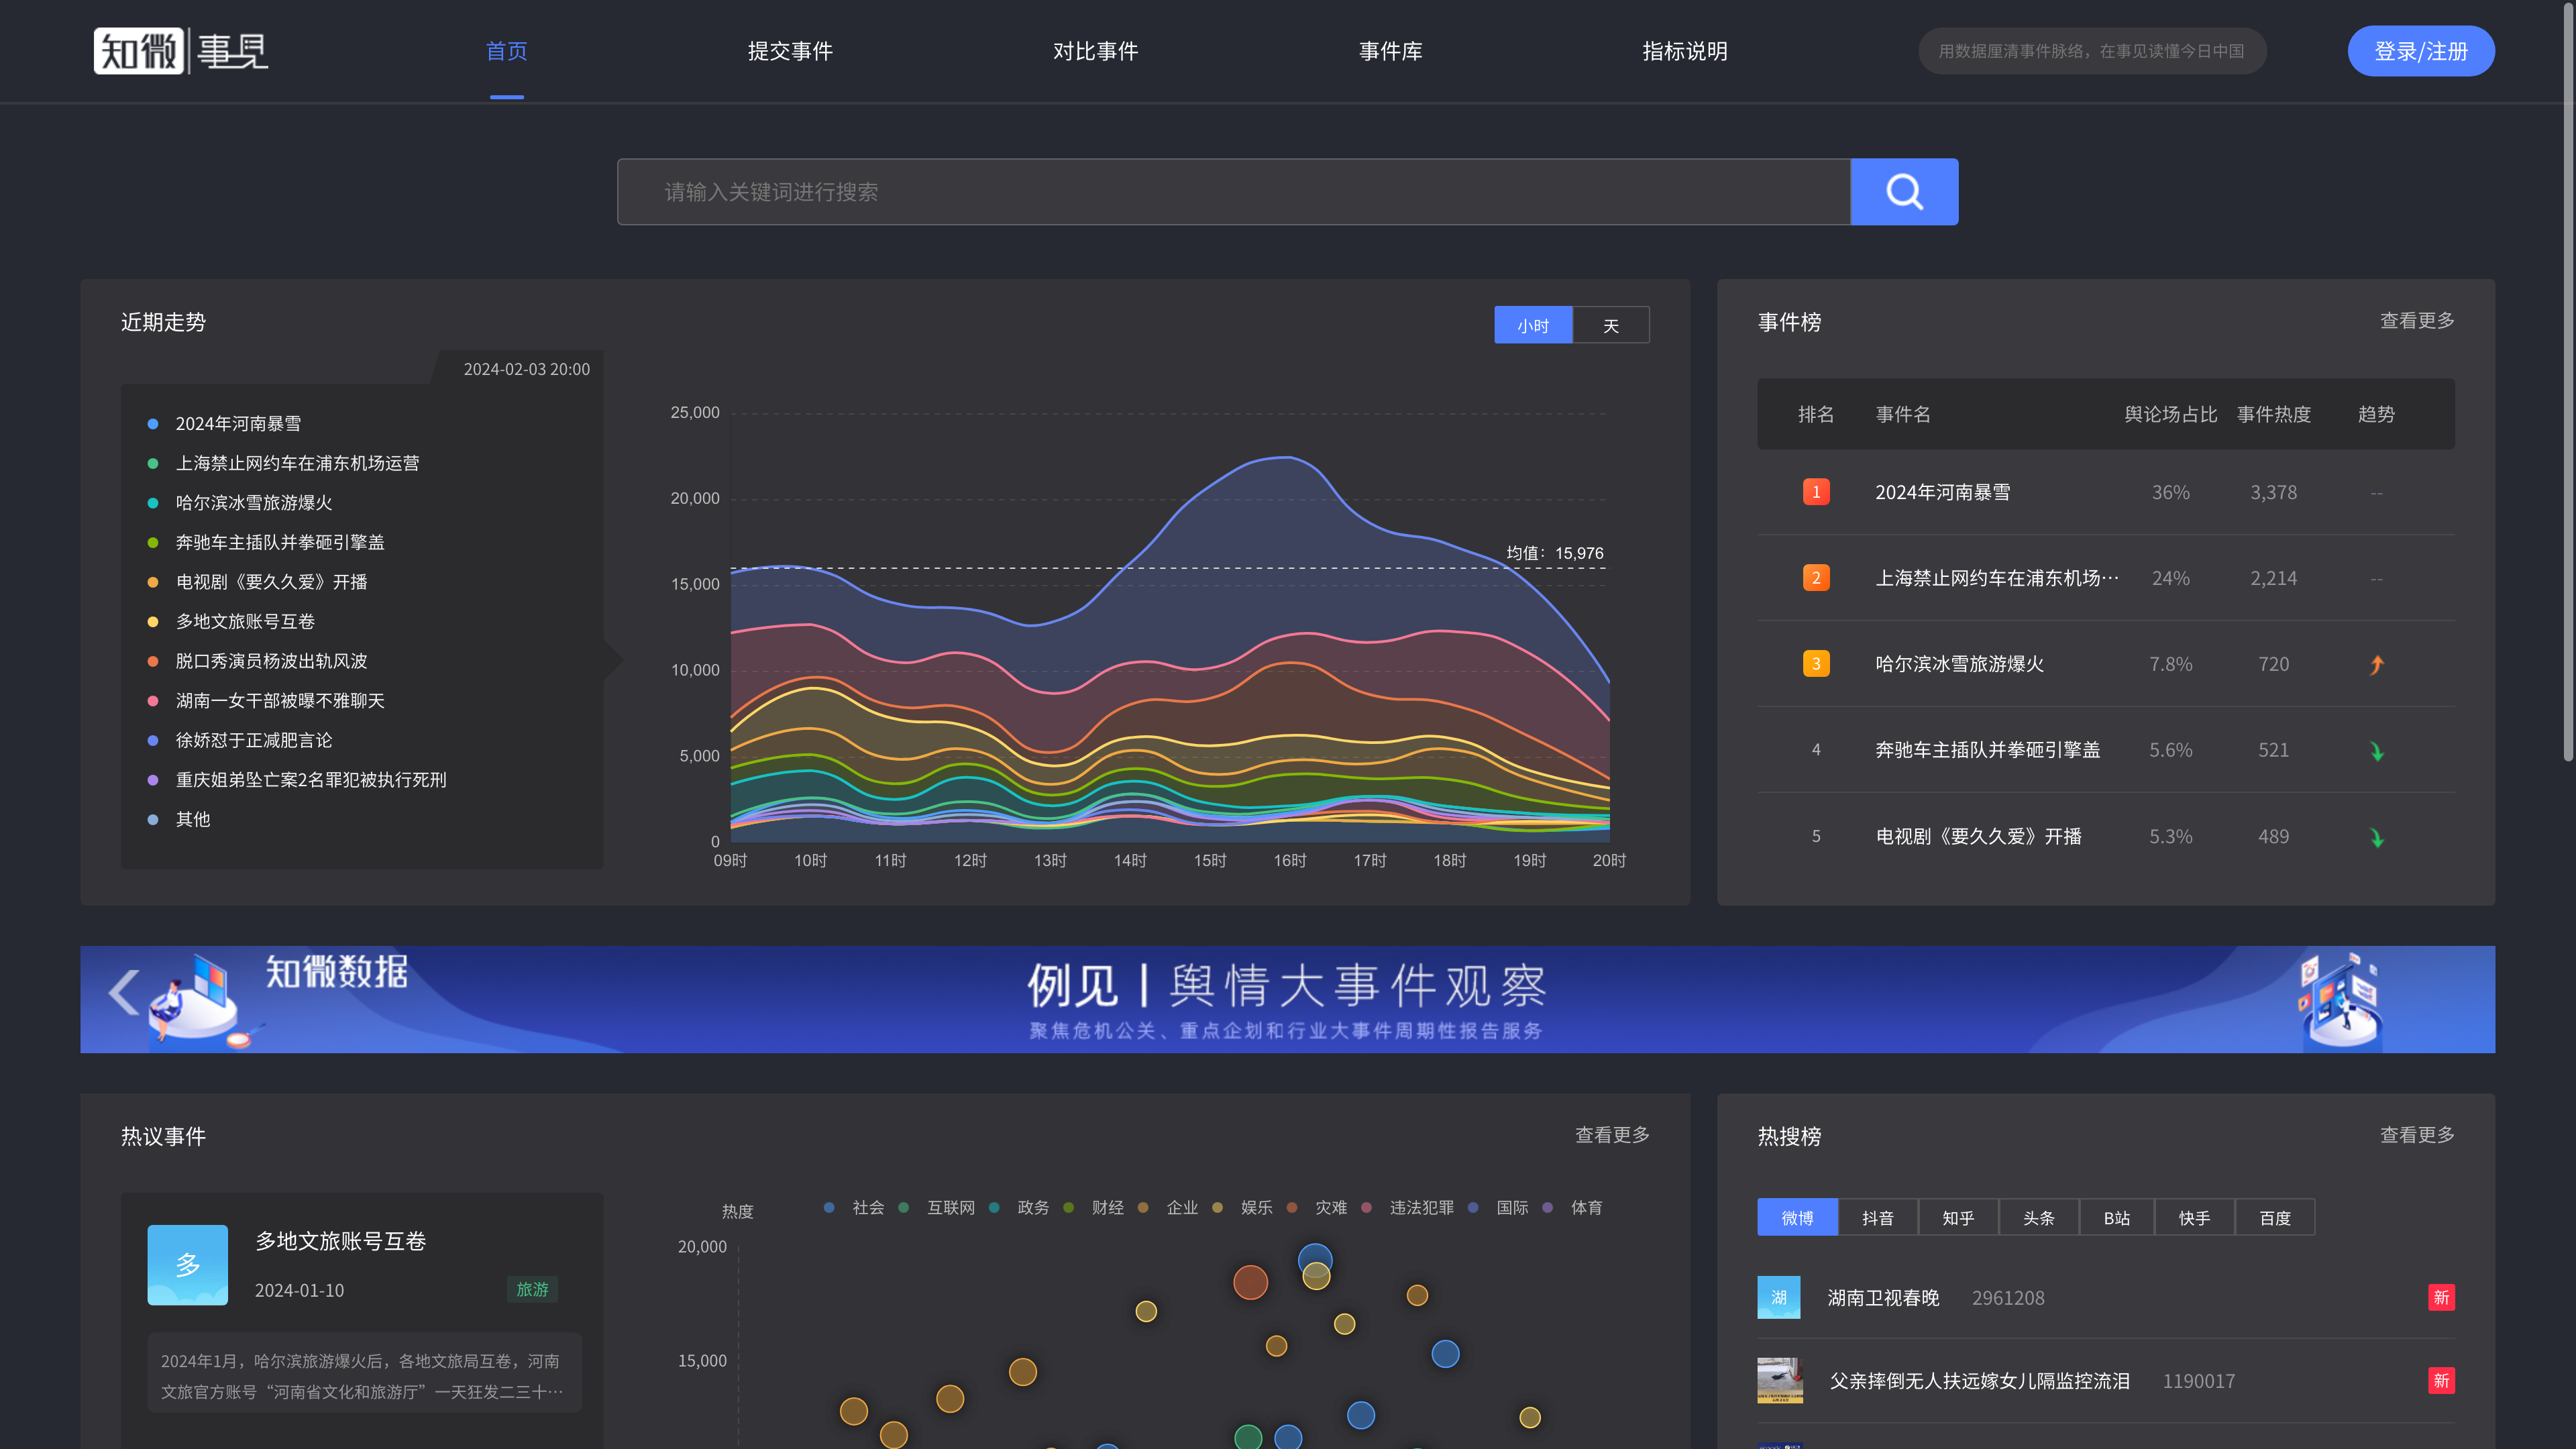 知微 事見
首页 提交事件 对比事件 事件库 指标说明
用数据厘清事件脉络，在事见读懂今日中国
登录/注册
请输入关键词进行搜索
近期走势
小时 天
2024-02-03 20:00
2024年河南暴雪
上海禁止网约车在浦东机场运营
哈尔滨冰雪旅游爆火
奔驰车主插队并拳砸引擎盖
电视剧《要久久爱》开播
多地文旅账号互卷
脱口秀演员杨波出轨风波
湖南一女干部被曝不雅聊天
徐娇怼于正减肥言论
重庆姐弟坠亡案2名罪犯被执行死刑
其他
25,000
20,000
15,000
10,000
5,000
0
均值：15,976
09时 10时 11时 12时 13时 14时 15时 16时 17时 18时 19时 20时
事件榜 查看更多
排名 事件名 舆论场占比 事件热度 趋势
1 2024年河南暴雪 36% 3,378 --
2 上海禁止网约车在浦东机场··· 24% 2,214 --
3 哈尔滨冰雪旅游爆火 7.8% 720
4 奔驰车主插队并拳砸引擎盖 5.6% 521
5 电视剧《要久久爱》开播 5.3% 489
知微数据
例见 | 舆情大事件观察
聚焦危机公关、重点企划和行业大事件周期性报告服务
热议事件 查看更多
多
多地文旅账号互卷
2024-01-10 旅游
2024年1月，哈尔滨旅游爆火后，各地文旅局互卷，河南
文旅官方账号“河南省文化和旅游厅”一天狂发二三十···
热度
社会 互联网 政务 财经 企业 娱乐 灾难 违法犯罪 国际 体育
20,000
15,000
热搜榜 查看更多
微博 抖音 知乎 头条 B站 快手 百度
湖 湖南卫视春晚 2961208 新
父亲摔倒无人扶远嫁女儿隔监控流泪 1190017 新